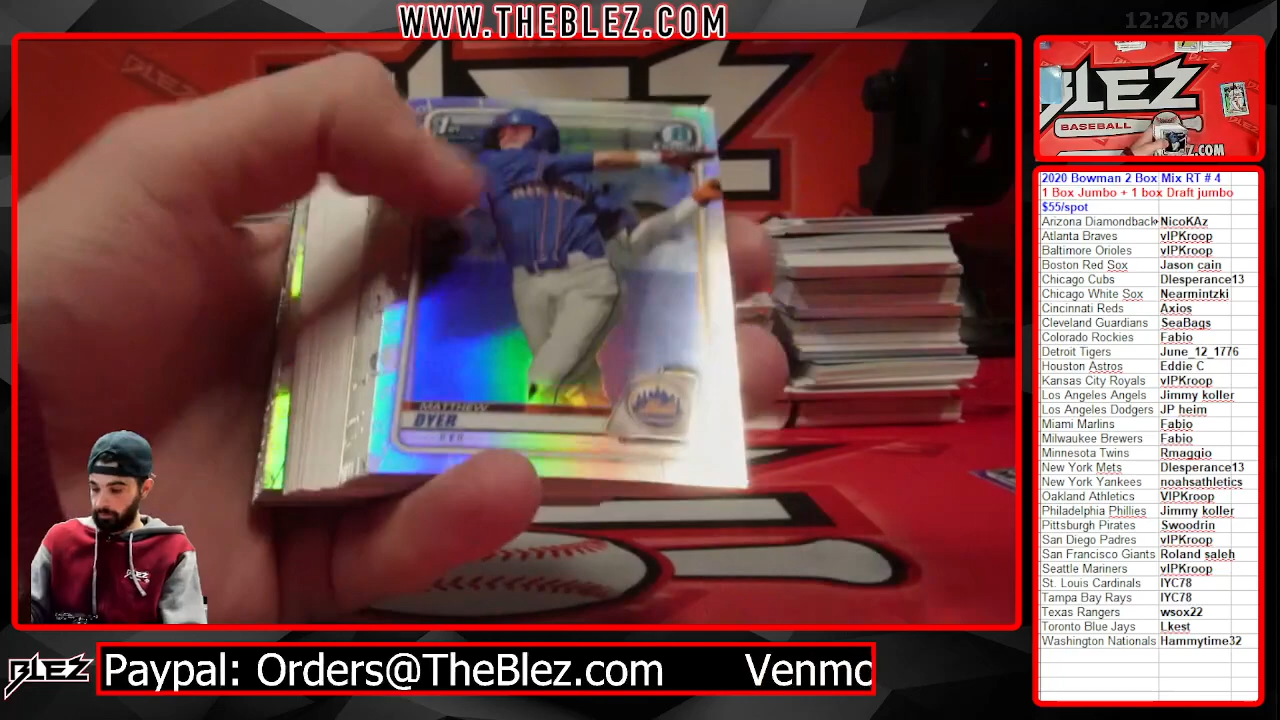 WWW.THEBLEZ.COM
12:26 PM
BLEZ
BASEBALL
Z.COM
1st
MATTHEW
DYER
2020 Bowman 2 Box Mix RT # 4
1 Box Jumbo + 1 box Draft jumbo
$55/spot
Arizona Diamondback NicoKAz
Atlanta Braves vIPKroop
Baltimore Orioles vIPKroop
Boston Red Sox Jason cain
Chicago Cubs Dlesperance13
Chicago White Sox Nearmintzki
Cincinnati Reds Axios
Cleveland Guardians SeaBags
Colorado Rockies Fabio
Detroit Tigers June_12_1776
Houston Astros Eddie C
Kansas City Royals vIPKroop
Los Angeles Angels Jimmy koller
Los Angeles Dodgers JP heim
Miami Marlins Fabio
Milwaukee Brewers Fabio
Minnesota Twins Rmaggio
New York Mets Dlesperance13
New York Yankees noahsathletics
Oakland Athletics VIPKroop
Philadelphia Phillies Jimmy koller
Pittsburgh Pirates Swoodrin
San Diego Padres vIPKroop
San Francisco Giants Roland saleh
Seattle Mariners vIPKroop
St. Louis Cardinals IYC78
Tampa Bay Rays IYC78
Texas Rangers wsox22
Toronto Blue Jays Lkest
Washington Nationals Hammytime32
BLEZ
Paypal: Orders@TheBlez.com Venmo